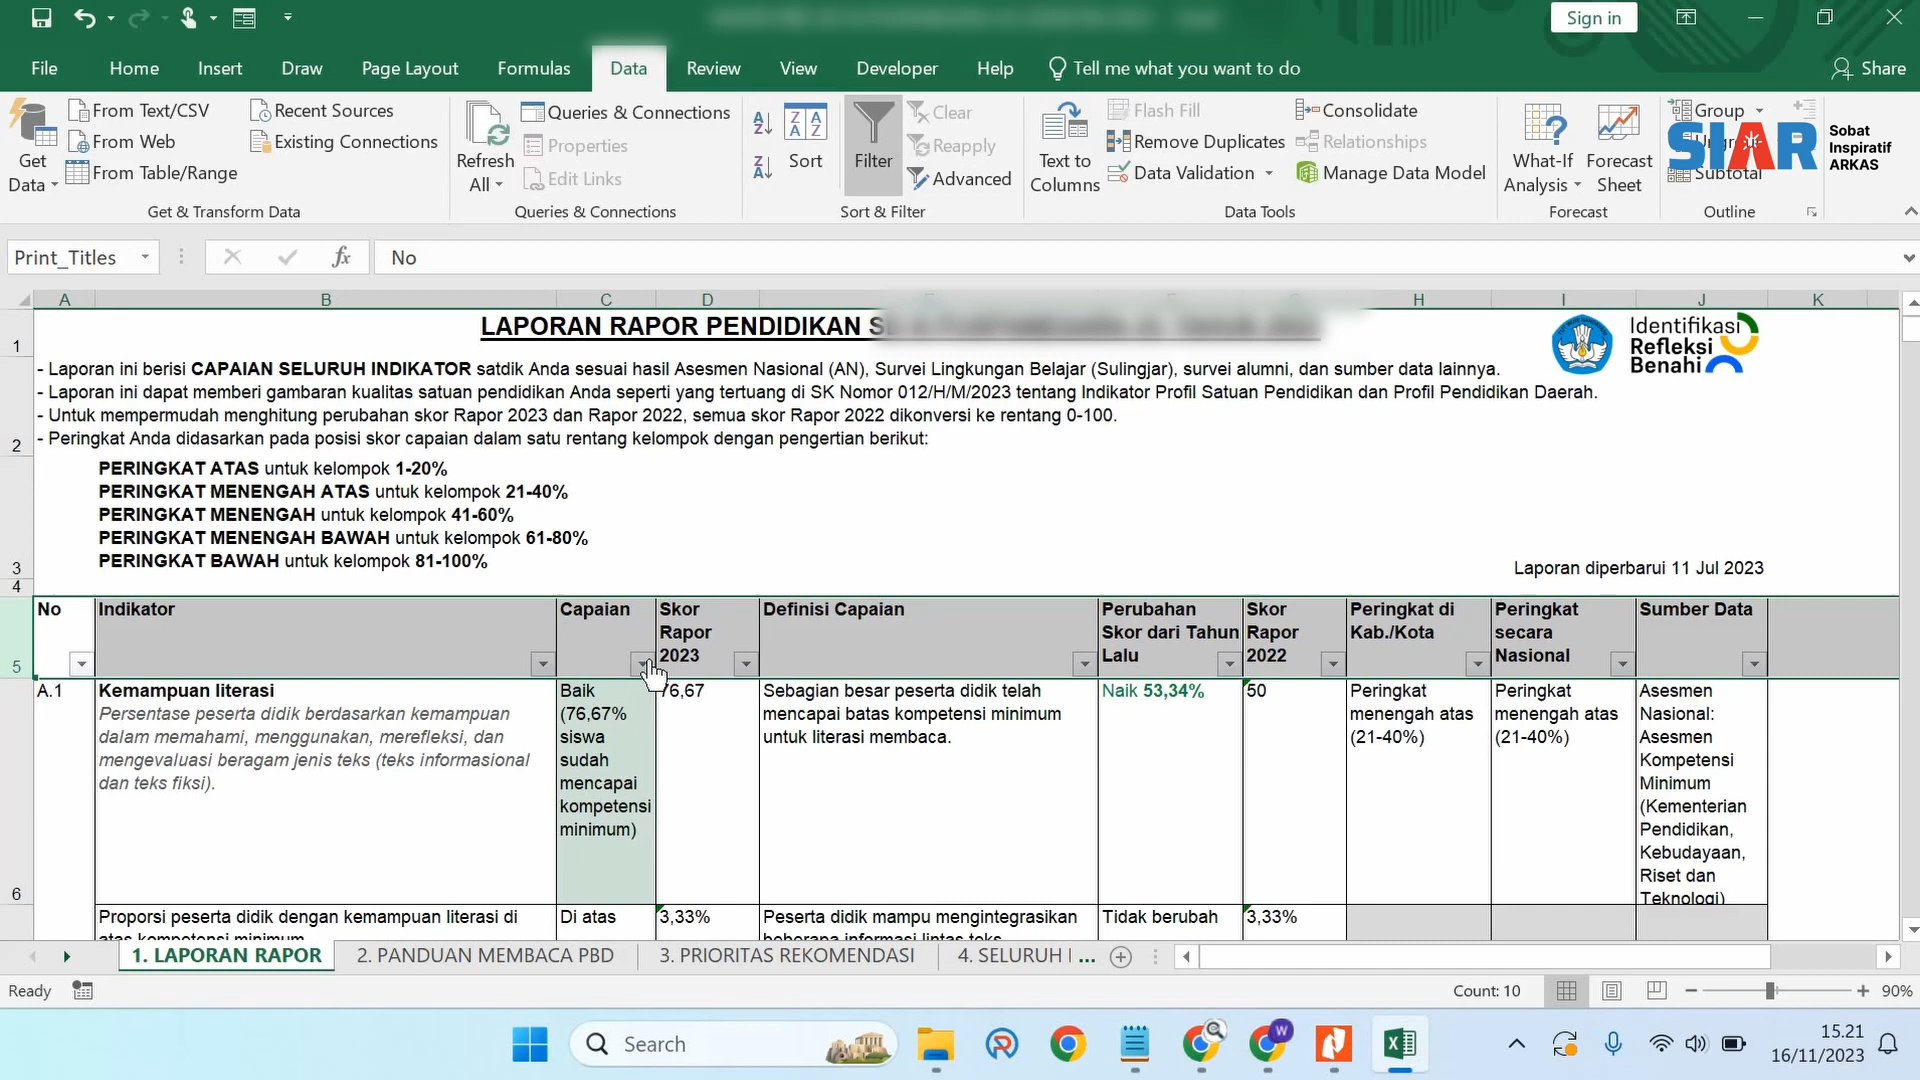 Sign in
File Home Insert Draw Page Layout Formulas Data Review View Developer Help Tell me what you want to do Share
Get Data
From Text/CSV
From Web
From Table/Range
Recent Sources
Existing Connections
Get & Transform Data
Refresh All
Queries & Connections
Properties
Edit Links
Queries & Connections
Sort
Filter
Clear
Reapply
Advanced
Sort & Filter
Text to Columns
Flash Fill
Remove Duplicates
Data Validation
Consolidate
Relationships
Manage Data Model
Data Tools
What-If Analysis
Forecast Sheet
Forecast
Group
Subtotal
Outline
SIAR
Sobat
Inspiratif
ARKAS
Print_Titles
fx
No
A B C D H I J K
1
LAPORAN RAPOR PENDIDIKAN
Identifikasi
Refleksi
Benahi
- Laporan ini berisi CAPAIAN SELURUH INDIKATOR satdik Anda sesuai hasil Asesmen Nasional (AN), Survei Lingkungan Belajar (Sulingjar), survei alumni, dan sumber data lainnya.
- Laporan ini dapat memberi gambaran kualitas satuan pendidikan Anda seperti yang tertuang di SK Nomor 012/H/M/2023 tentang Indikator Profil Satuan Pendidikan dan Profil Pendidikan Daerah.
- Untuk mempermudah menghitung perubahan skor Rapor 2023 dan Rapor 2022, semua skor Rapor 2022 dikonversi ke rentang 0-100.
2
- Peringkat Anda didasarkan pada posisi skor capaian dalam satu rentang kelompok dengan pengertian berikut:
PERINGKAT ATAS untuk kelompok 1-20%
PERINGKAT MENENGAH ATAS untuk kelompok 21-40%
PERINGKAT MENENGAH untuk kelompok 41-60%
PERINGKAT MENENGAH BAWAH untuk kelompok 61-80%
PERINGKAT BAWAH untuk kelompok 81-100%
3
Laporan diperbarui 11 Jul 2023
4
5
No
Indikator
Capaian
Skor
Rapor
2023
Definisi Capaian
Perubahan
Skor dari Tahun
Lalu
Skor
Rapor
2022
Peringkat di
Kab./Kota
Peringkat
secara
Nasional
Sumber Data
6
A.1
Kemampuan literasi
Persentase peserta didik berdasarkan kemampuan
dalam memahami, menggunakan, merefleksi, dan
mengevaluasi beragam jenis teks (teks informasional
dan teks fiksi).
Baik
(76,67%
siswa
sudah
mencapai
kompetensi
minimum)
76,67
Sebagian besar peserta didik telah
mencapai batas kompetensi minimum
untuk literasi membaca.
Naik 53,34%
50
Peringkat
menengah atas
(21-40%)
Peringkat
menengah atas
(21-40%)
Asesmen
Nasional:
Asesmen
Kompetensi
Minimum
(Kementerian
Pendidikan,
Kebudayaan,
Riset dan
Teknologi)
Proporsi peserta didik dengan kemampuan literasi di
atas kompetensi minimum
Di atas
3,33%
Peserta didik mampu mengintegrasikan
beberapa informasi lintas teks
Tidak berubah
3,33%
1. LAPORAN RAPOR 2. PANDUAN MEMBACA PBD 3. PRIORITAS REKOMENDASI 4. SELURUH I ...
Ready Count: 10 90%
Search
W
15.21
16/11/2023